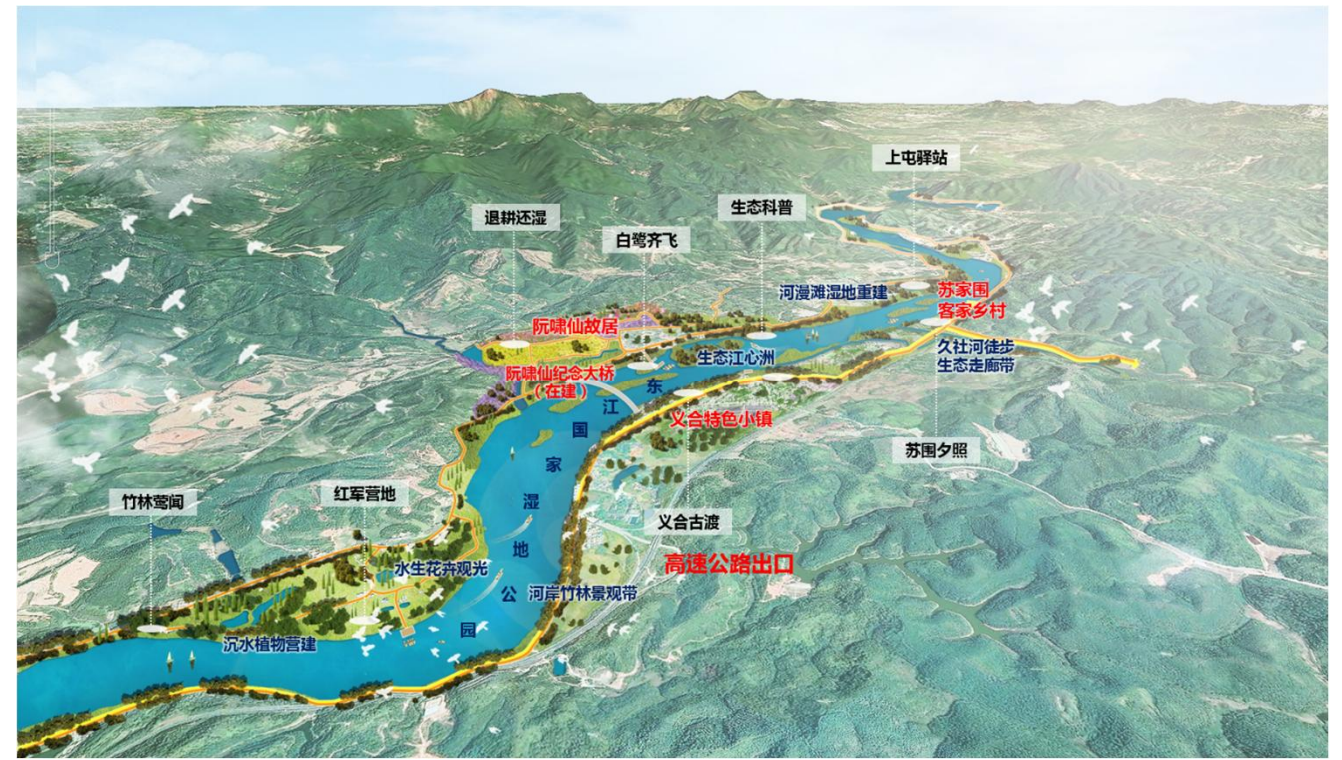 上屯驿站
生态科普
退耕还湿
白鹭齐飞
河漫滩湿地重建
苏家围
客家乡村
阮啸仙故居
久社河徒步
生态走廊带
生态江心洲
阮啸仙纪念大桥
（在建）
东江国家湿地公园
义合特色小镇
苏围夕照
竹林莺闻
红军营地
义合古渡
高速公路出口
水生花卉观光
河岸竹林景观带
沉水植物营建